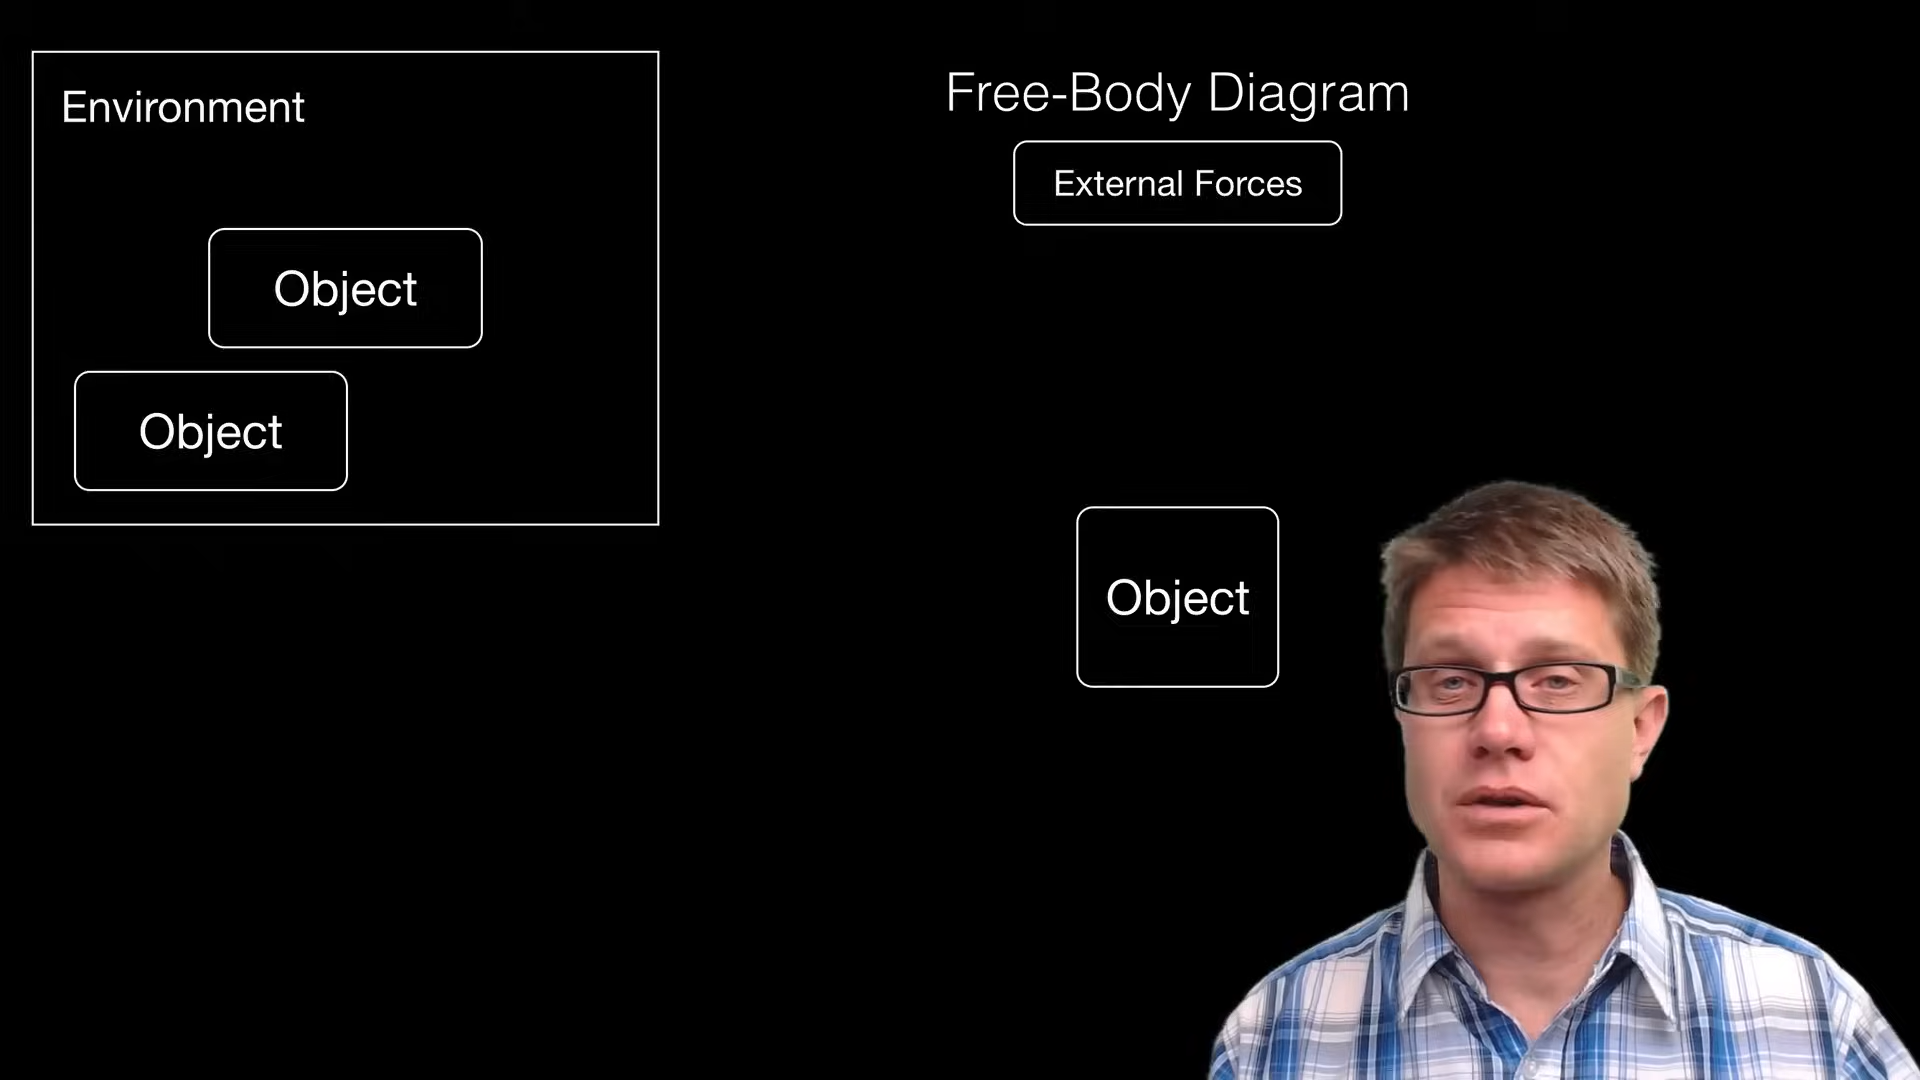 Environment
Object
Object
Free-Body Diagram
External Forces
Object